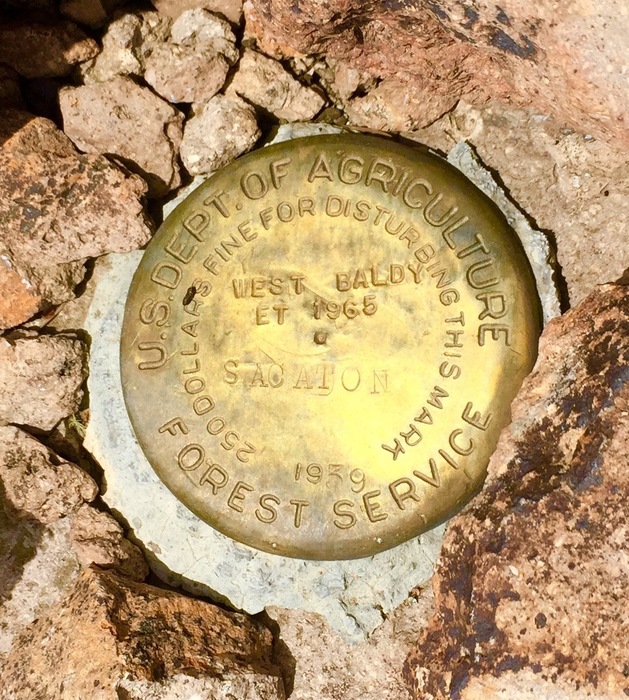 U.S. DEPT. OF AGRICULTURE
250 DOLLARS FINE FOR DISTURBING THIS MARK
WEST BALDY
ET 1965
SACATON
1939
FOREST SERVICE